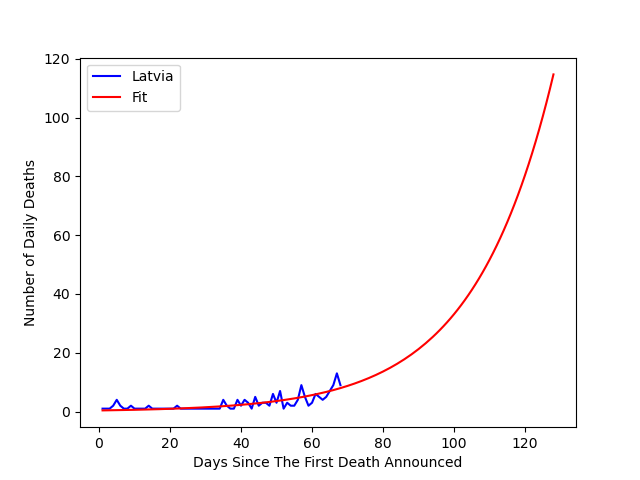 120
100
80
60
40
20
0
Number of Daily Deaths
Latvia
Fit
0 20 40 60 80 100 120
Days Since The First Death Announced